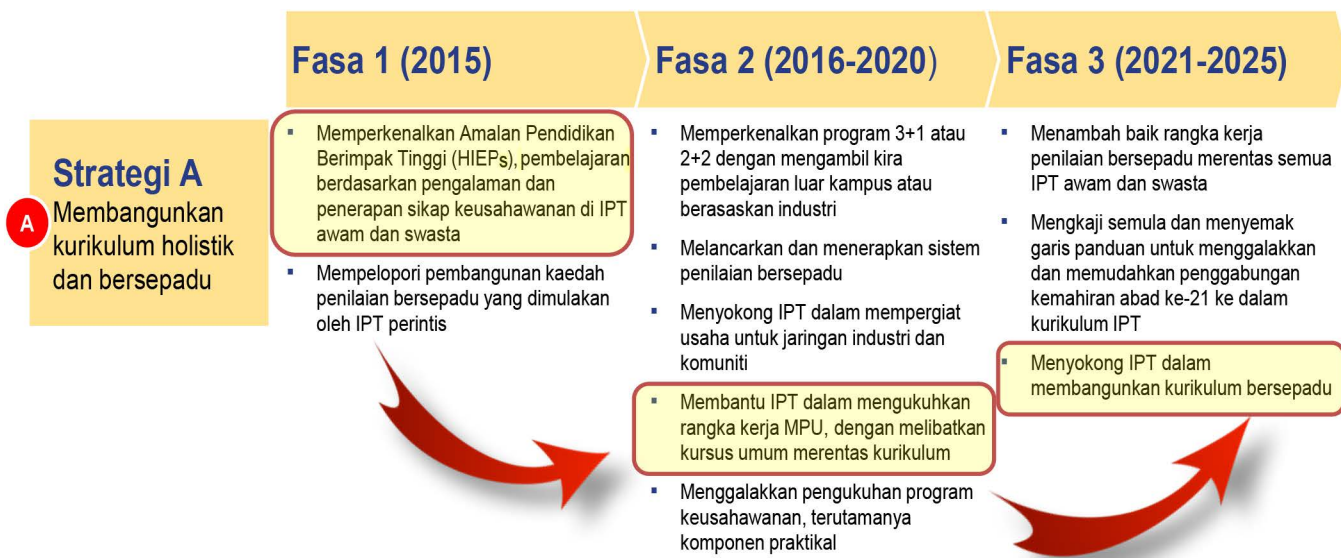 Fasa 1 (2015)
Fasa 2 (2016-2020)
Fasa 3 (2021-2025)
A
Strategi A
Membangunkan
kurikulum holistik
dan bersepadu
▪ Memperkenalkan Amalan Pendidikan
Berimpak Tinggi (HIEPs), pembelajaran
berdasarkan pengalaman dan
penerapan sikap keusahawanan di IPT
awam dan swasta
▪ Mempelopori pembangunan kaedah
penilaian bersepadu yang dimulakan
oleh IPT perintis
▪ Memperkenalkan program 3+1 atau
2+2 dengan mengambil kira
pembelajaran luar kampus atau
berasaskan industri
▪ Melancarkan dan menerapkan sistem
penilaian bersepadu
▪ Menyokong IPT dalam mempergiat
usaha untuk jaringan industri dan
komuniti
▪ Membantu IPT dalam mengukuhkan
rangka kerja MPU, dengan melibatkan
kursus umum merentas kurikulum
▪ Menggalakkan pengukuhan program
keusahawanan, terutamanya
komponen praktikal
▪ Menambah baik rangka kerja
penilaian bersepadu merentas semua
IPT awam dan swasta
▪ Mengkaji semula dan menyemak
garis panduan untuk menggalakkan
dan memudahkan penggabungan
kemahiran abad ke-21 ke dalam
kurikulum IPT
▪ Menyokong IPT dalam
membangunkan kurikulum bersepadu